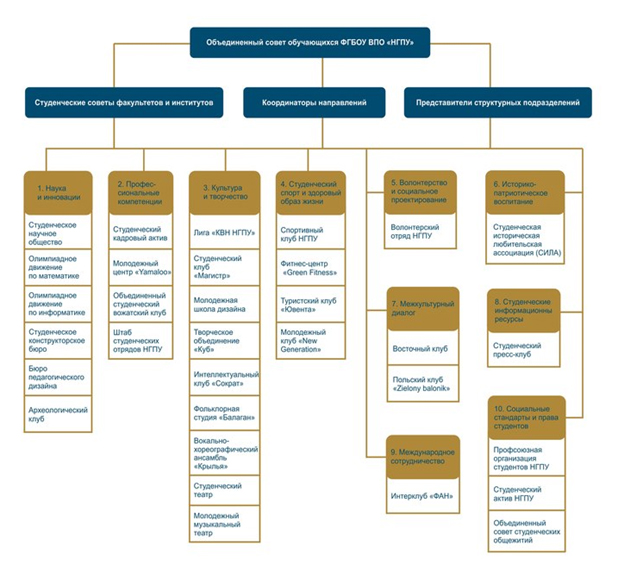 Объединенный совет обучающихся ФГБОУ ВПО «НГПУ»
Студенческие советы факультетов и институтов
Координаторы направлений
Представители структурных подразделений
1. Наука
и инновации
Студенческое
научное
общество
Олимпиадное
движение
по математике
Олимпиадное
движение
по информатике
Студенческое
конструкторское
бюро
Бюро
педагогического
дизайна
Археологический
клуб
2. Профес-
сиональные
компетенции
Студенческий
кадровый актив
Молодежный
центр «Yamaloo»
Объединенный
студенческий
вожатский клуб
Штаб
студенческих
отрядов НГПУ
3. Культура
и творчество
Лига «КВН НГПУ»
Студенческий
клуб
«Магистр»
Молодежная
школа дизайна
Творческое
объединение
«Куб»
Интеллектуальный
клуб «Сократ»
Фольклорная
студия «Балаган»
Вокально-
хореографический
ансамбль
«Крылья»
Студенческий
театр
Молодежный
музыкальный
театр
4. Студенческий
спорт и здоровый
образ жизни
Спортивный
клуб НГПУ
Фитнес-центр
«Green Fitness»
Туристский клуб
«Ювента»
Молодежный
клуб «New
Generation»
5. Волонтерство
и социальное
проектирование
Волонтерский
отряд НГПУ
6. Историко-
патриотическое
воспитание
Студенческая
историческая
любительская
ассоциация (СИЛА)
7. Межкультурный
диалог
Восточный клуб
Польский клуб
«Zielony balonik»
8. Студенческие
информационны
ресурсы
Студенческий
пресс-клуб
9. Международное
сотрудничество
Интерклуб «ФАН»
10. Социальные
стандарты и права
студентов
Профсоюзная
организация
студентов НГПУ
Студенческий
актив НГПУ
Объединенный
совет студенческих
общежитий